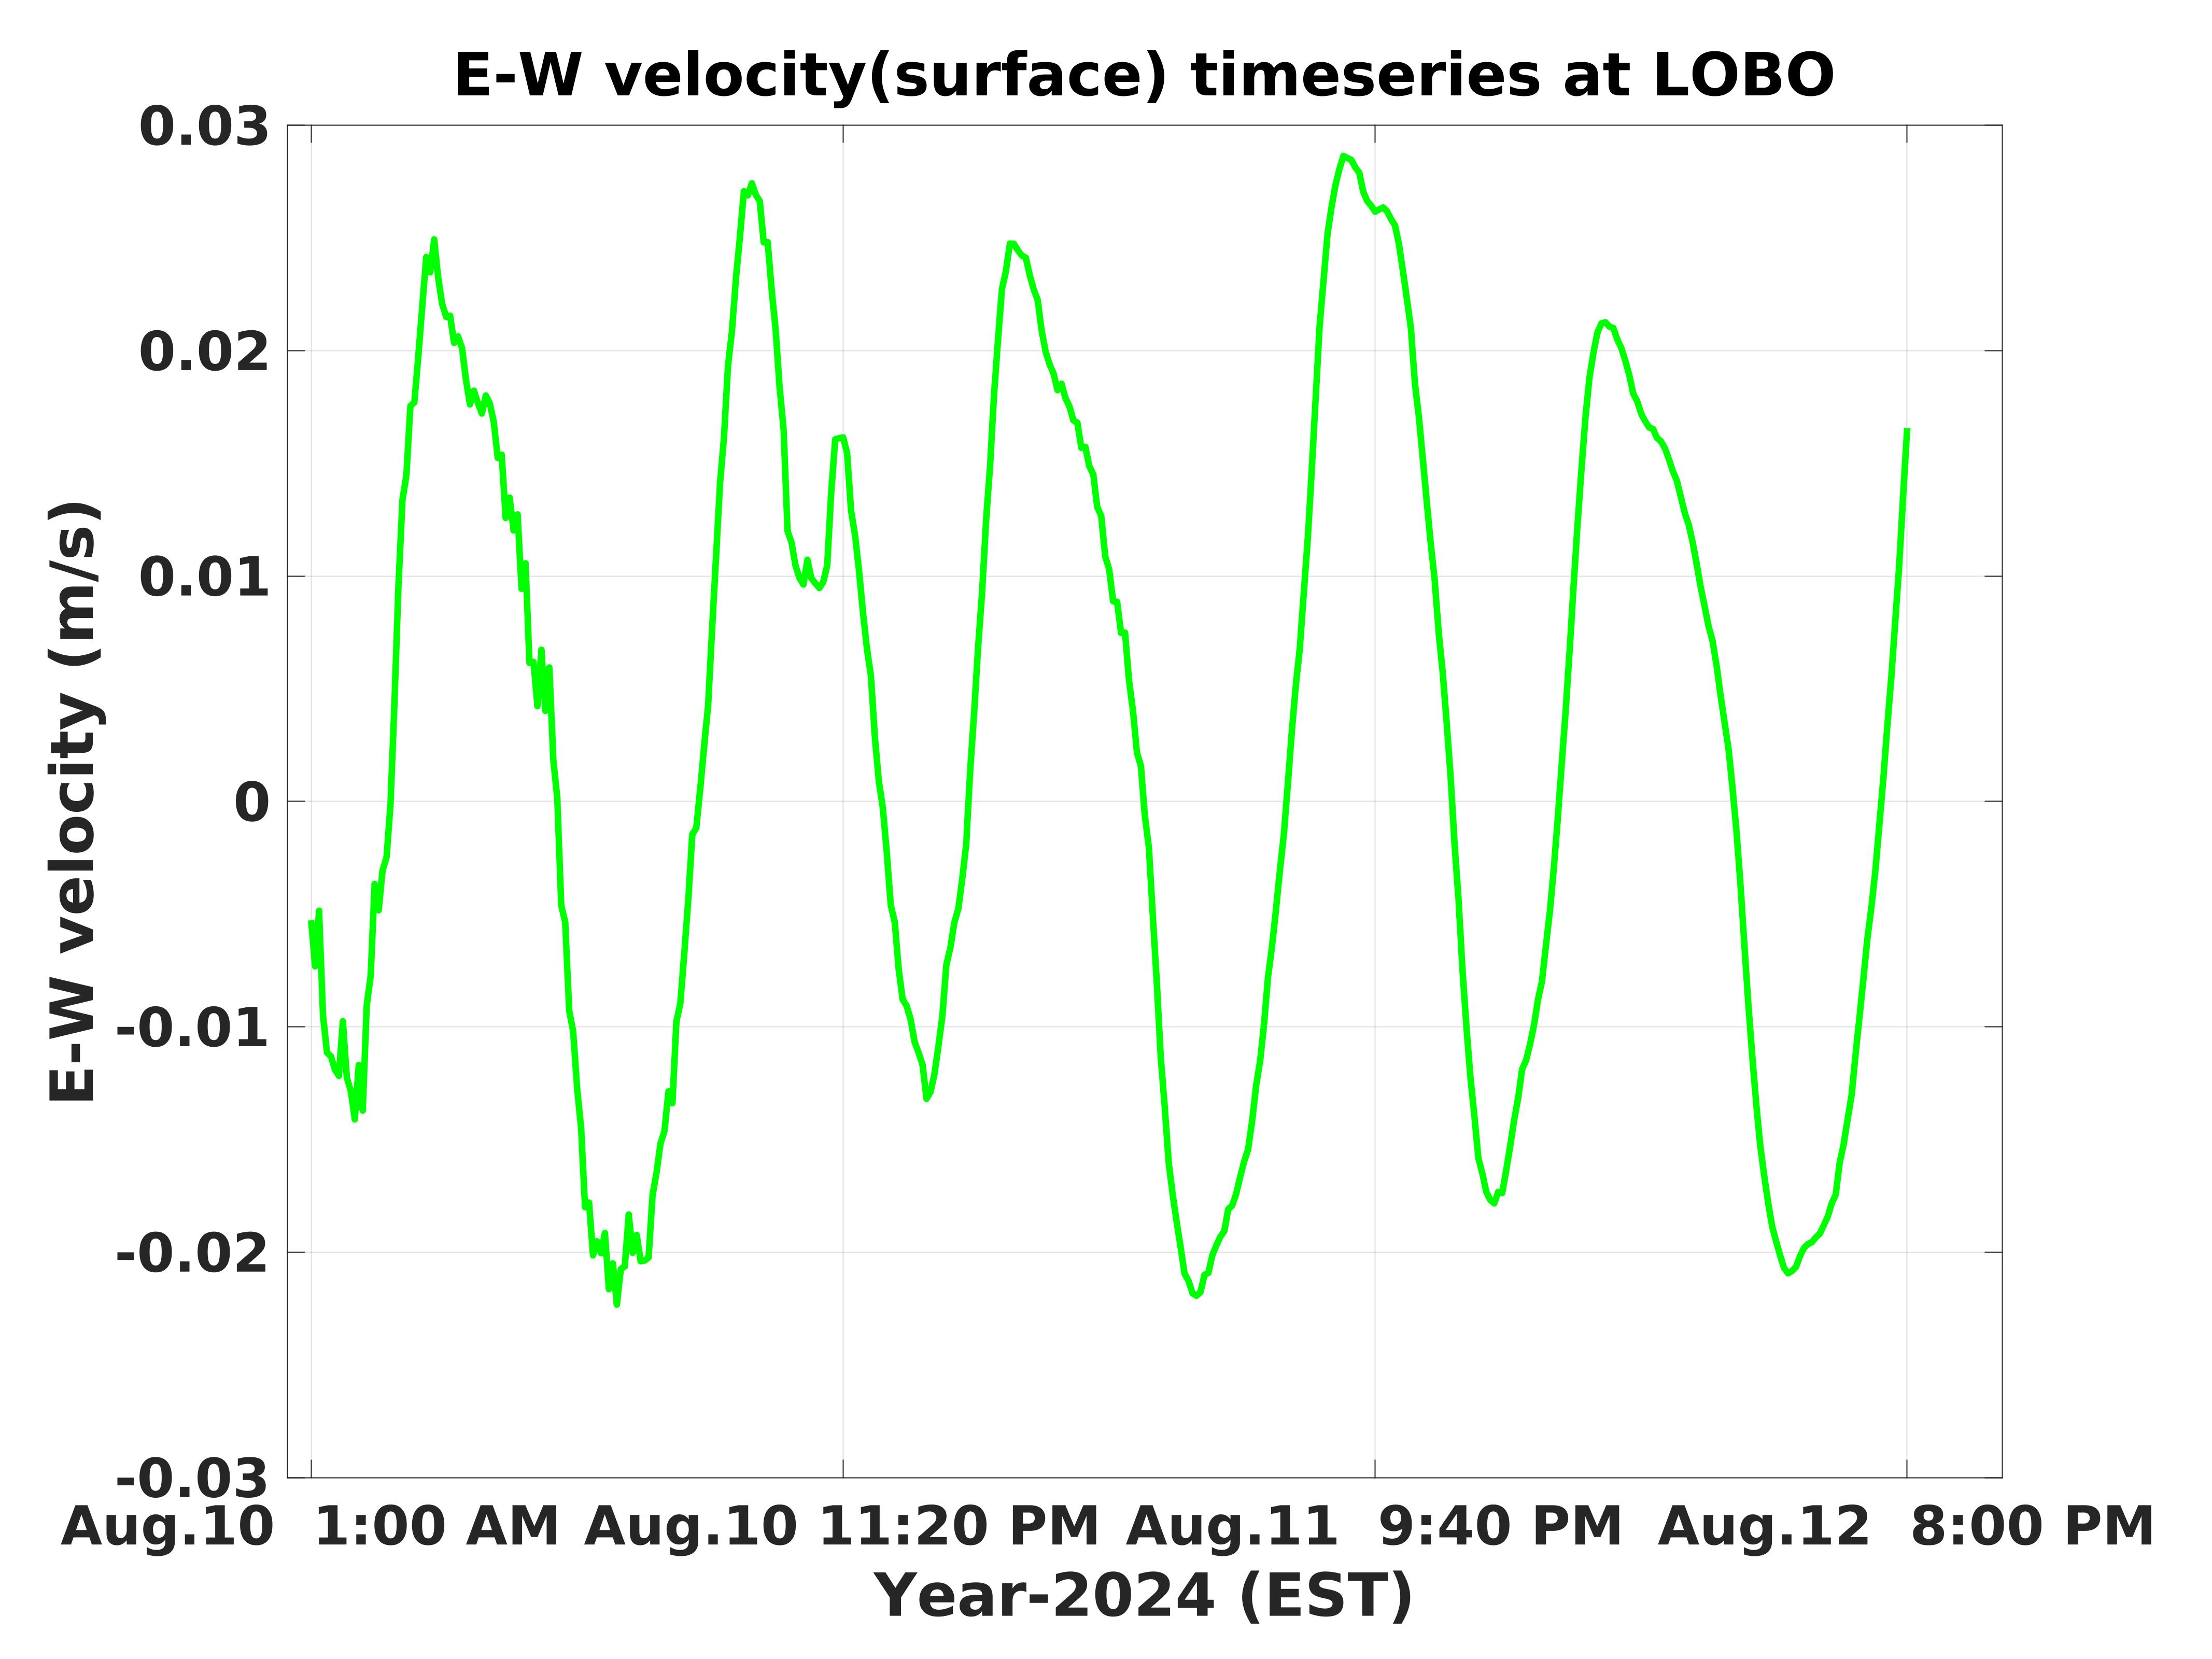 E-W velocity(surface) timeseries at LOBO
E-W velocity (m/s)
0.03
0.02
0.01
0
-0.01
-0.02
-0.03
Aug.10 1:00 AM Aug.10 11:20 PM Aug.11 9:40 PM Aug.12 8:00 PM
Year-2024 (EST)